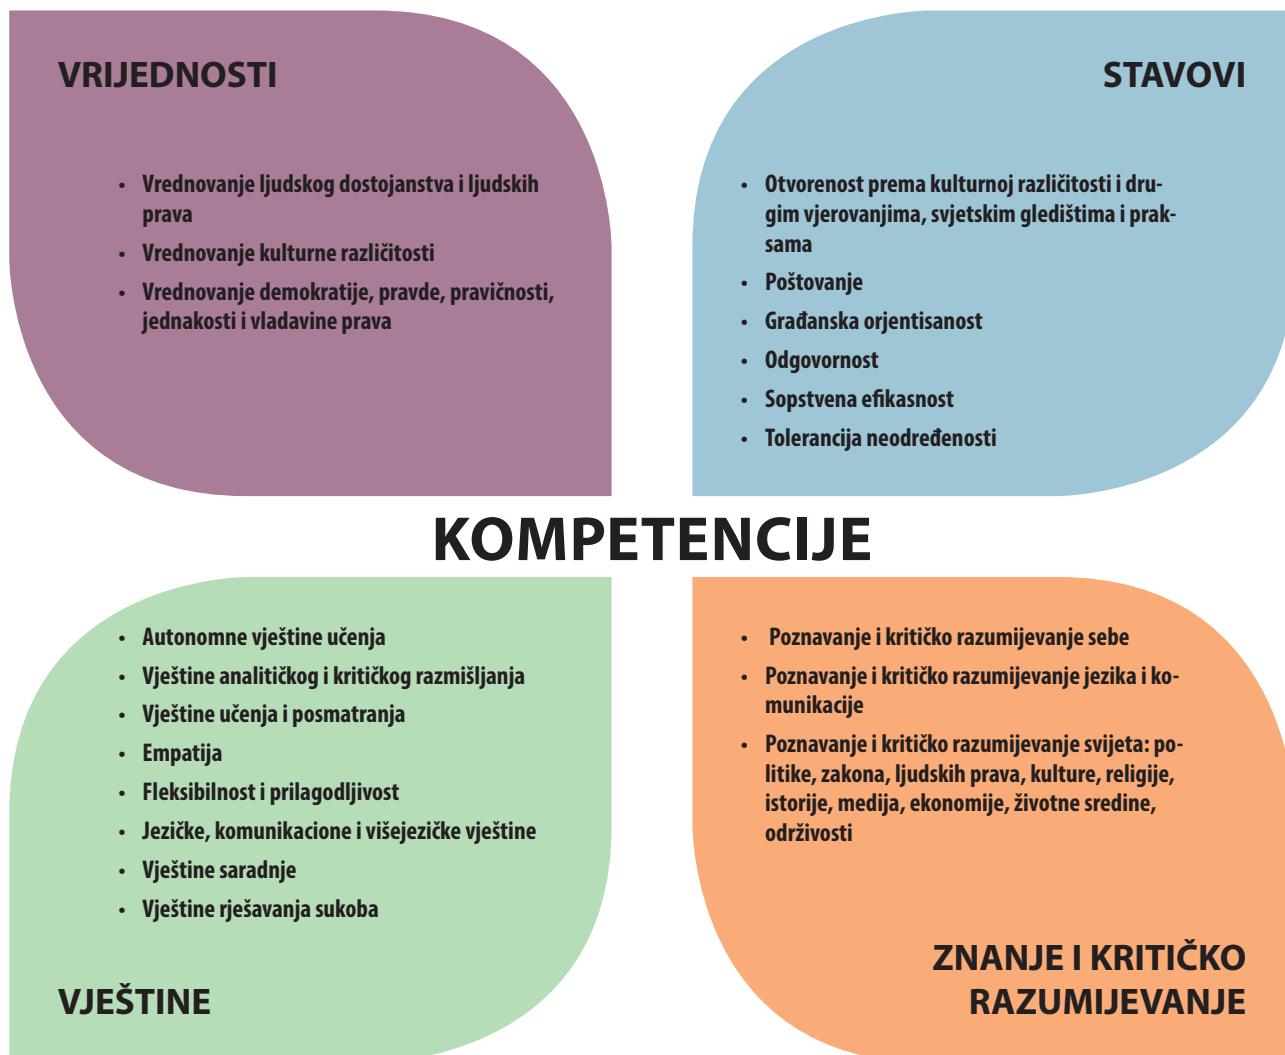 VRIJEDNOSTI
• Vrednovanje ljudskog dostojanstva i ljudskih
prava
• Vrednovanje kulturne različitosti
• Vrednovanje demokratije, pravde, pravičnosti,
jednakosti i vladavine prava
STAVOVI
• Otvorenost prema kulturnoj različitosti i dru-
gim vjerovanjima, svjetskim gledištima i prak-
sama
• Poštovanje
• Građanska orjentisanost
• Odgovornost
• Sopstvena efikasnost
• Tolerancija neodređenosti
KOMPETENCIJE
• Autonomne vještine učenja
• Vještine analitičkog i kritičkog razmišljanja
• Vještine učenja i posmatranja
• Empatija
• Fleksibilnost i prilagodljivost
• Jezičke, komunikacione i višejezičke vještine
• Vještine saradnje
• Vještine rješavanja sukoba
VJEŠTINE
• Poznavanje i kritičko razumijevanje sebe
• Poznavanje i kritičko razumijevanje jezika i ko-
munikacije
• Poznavanje i kritičko razumijevanje svijeta: po-
litike, zakona, ljudskih prava, kulture, religije,
istorije, medija, ekonomije, životne sredine,
održivosti
ZNANJE I KRITIČKO
RAZUMIJEVANJE